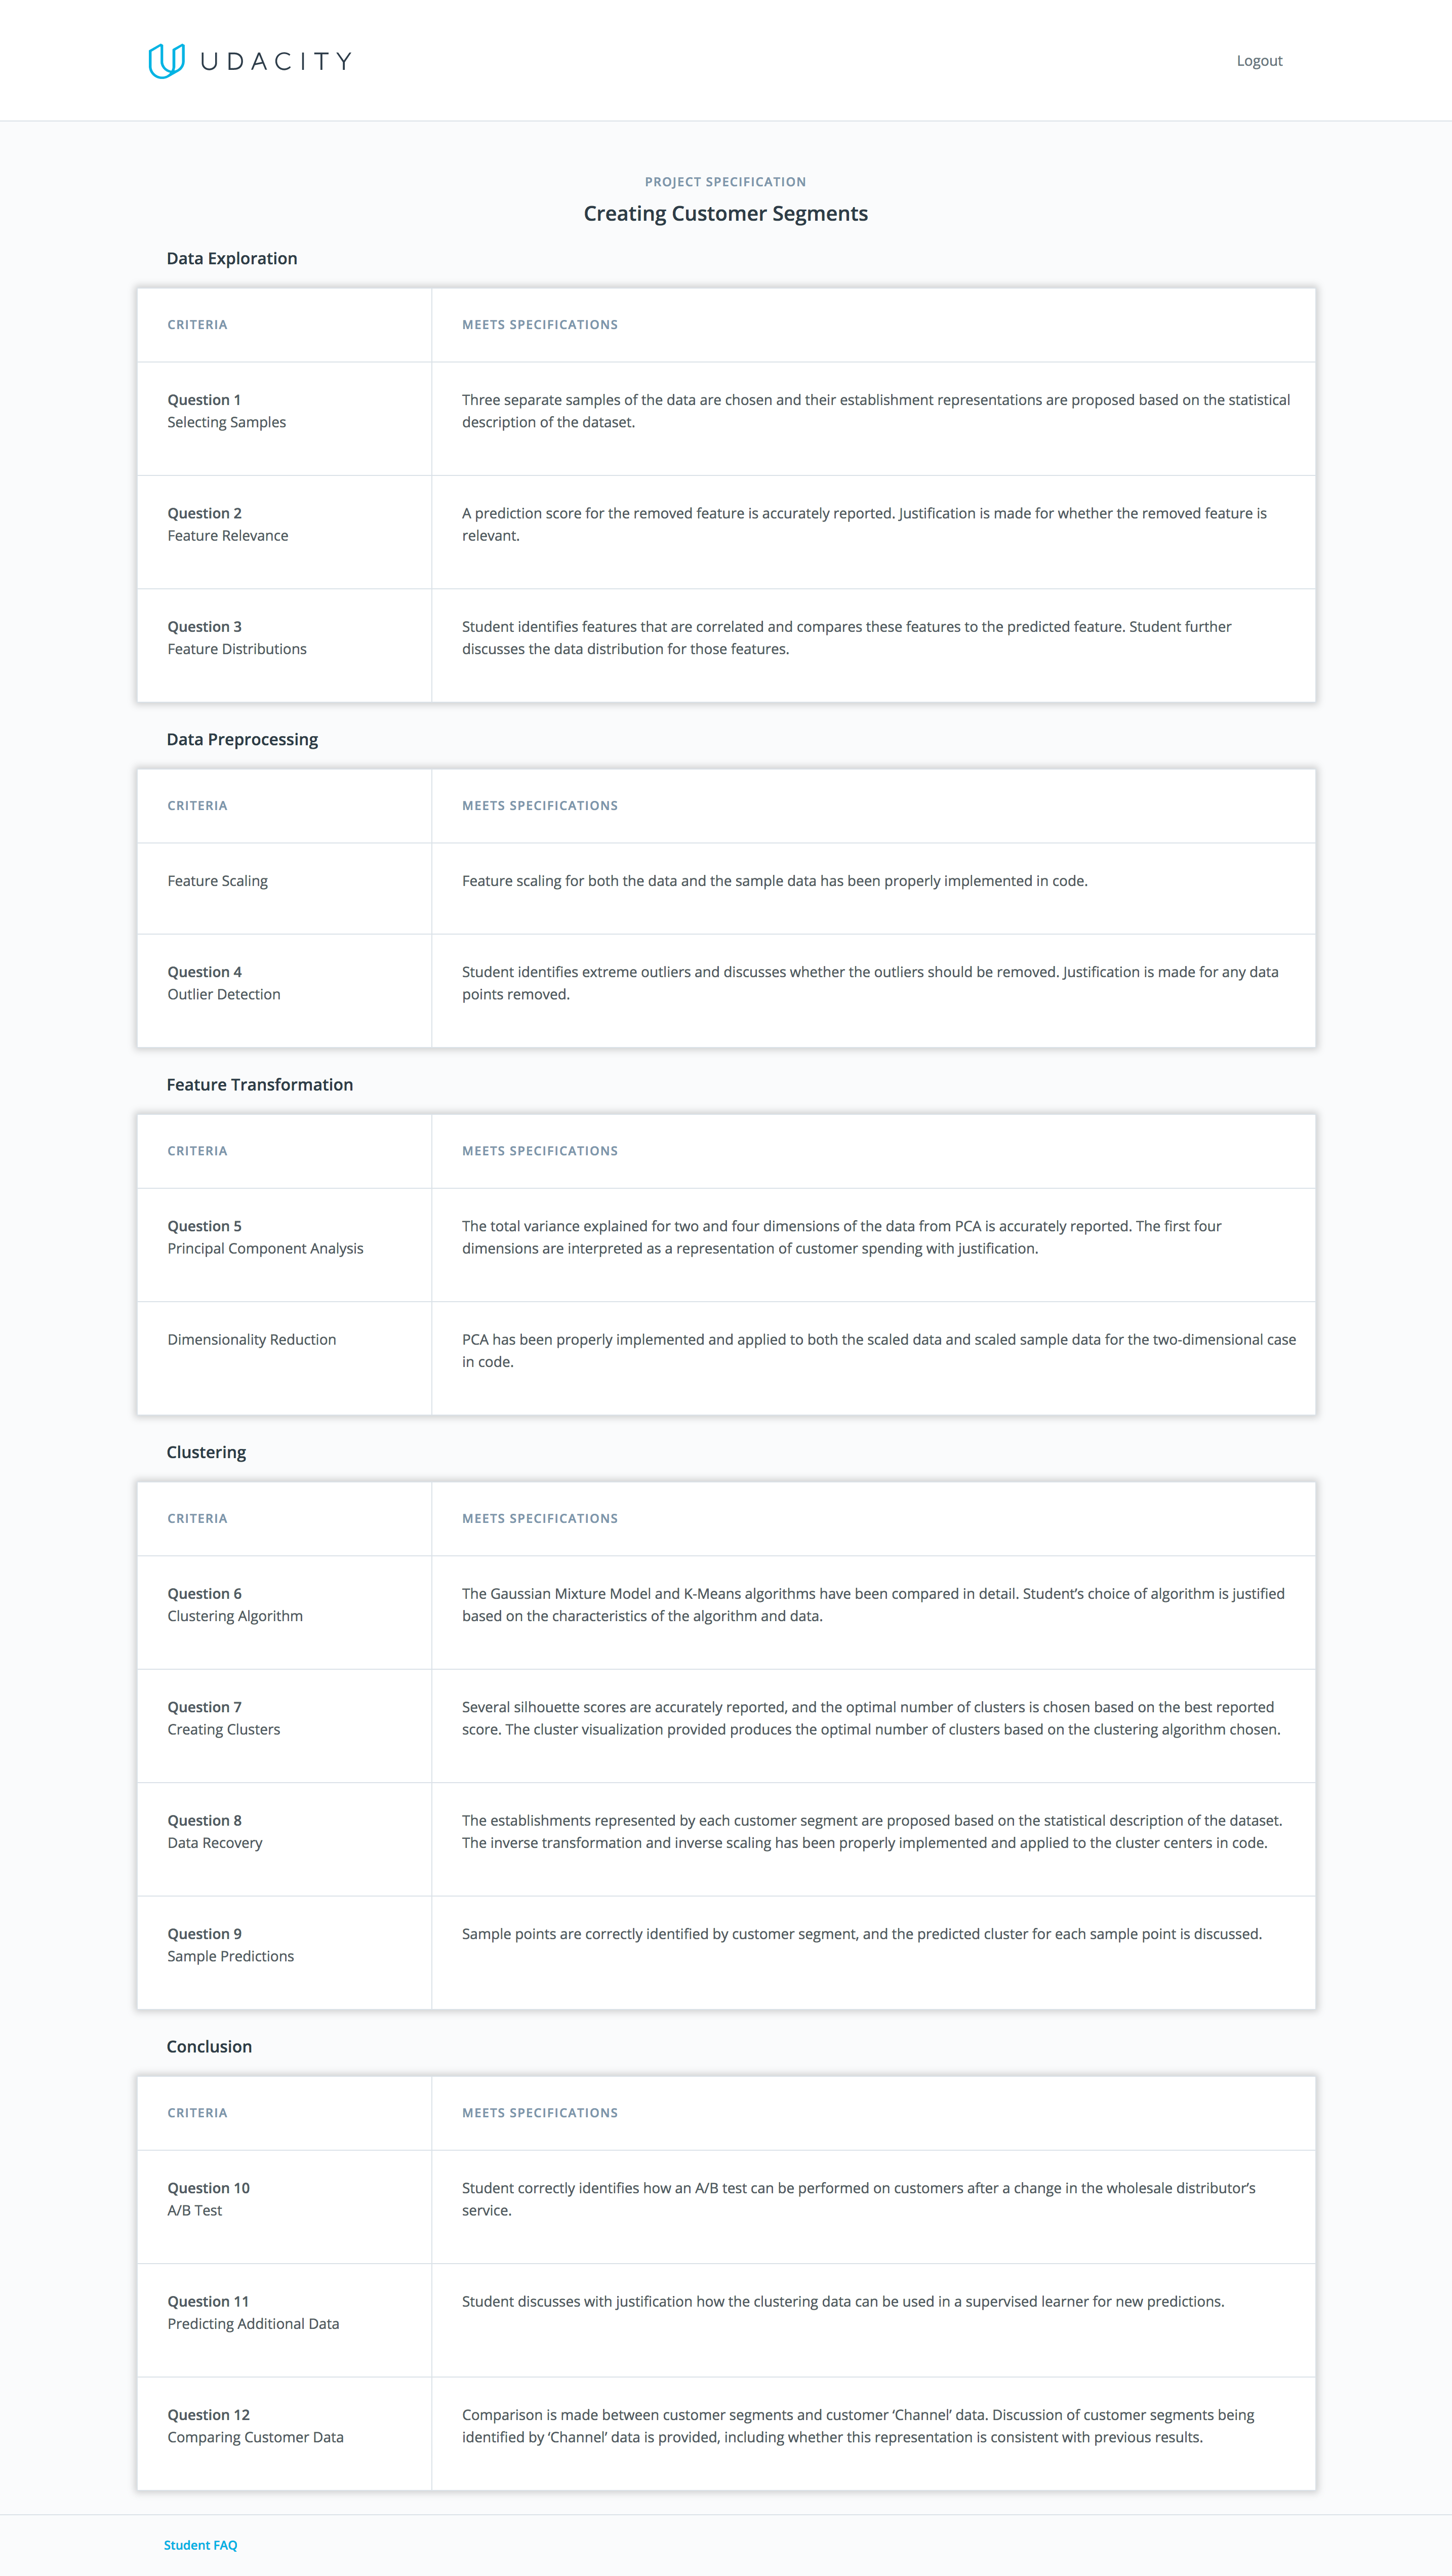 UDACITY
Logout
PROJECT SPECIFICATION
Creating Customer Segments
Data Exploration
CRITERIA
MEETS SPECIFICATIONS
Question 1
Selecting Samples
Three separate samples of the data are chosen and their establishment representations are proposed based on the statistical
description of the dataset.
Question 2
Feature Relevance
A prediction score for the removed feature is accurately reported. Justification is made for whether the removed feature is
relevant.
Question 3
Feature Distributions
Student identifies features that are correlated and compares these features to the predicted feature. Student further
discusses the data distribution for those features.
Data Preprocessing
CRITERIA
MEETS SPECIFICATIONS
Feature Scaling
Feature scaling for both the data and the sample data has been properly implemented in code.
Question 4
Outlier Detection
Student identifies extreme outliers and discusses whether the outliers should be removed. Justification is made for any data
points removed.
Feature Transformation
CRITERIA
MEETS SPECIFICATIONS
Question 5
Principal Component Analysis
The total variance explained for two and four dimensions of the data from PCA is accurately reported. The first four
dimensions are interpreted as a representation of customer spending with justification.
Dimensionality Reduction
PCA has been properly implemented and applied to both the scaled data and scaled sample data for the two-dimensional case
in code.
Clustering
CRITERIA
MEETS SPECIFICATIONS
Question 6
Clustering Algorithm
The Gaussian Mixture Model and K-Means algorithms have been compared in detail. Student’s choice of algorithm is justified
based on the characteristics of the algorithm and data.
Question 7
Creating Clusters
Several silhouette scores are accurately reported, and the optimal number of clusters is chosen based on the best reported
score. The cluster visualization provided produces the optimal number of clusters based on the clustering algorithm chosen.
Question 8
Data Recovery
The establishments represented by each customer segment are proposed based on the statistical description of the dataset.
The inverse transformation and inverse scaling has been properly implemented and applied to the cluster centers in code.
Question 9
Sample Predictions
Sample points are correctly identified by customer segment, and the predicted cluster for each sample point is discussed.
Conclusion
CRITERIA
MEETS SPECIFICATIONS
Question 10
A/B Test
Student correctly identifies how an A/B test can be performed on customers after a change in the wholesale distributor’s
service.
Question 11
Predicting Additional Data
Student discusses with justification how the clustering data can be used in a supervised learner for new predictions.
Question 12
Comparing Customer Data
Comparison is made between customer segments and customer ‘Channel’ data. Discussion of customer segments being
identified by ‘Channel’ data is provided, including whether this representation is consistent with previous results.
Student FAQ